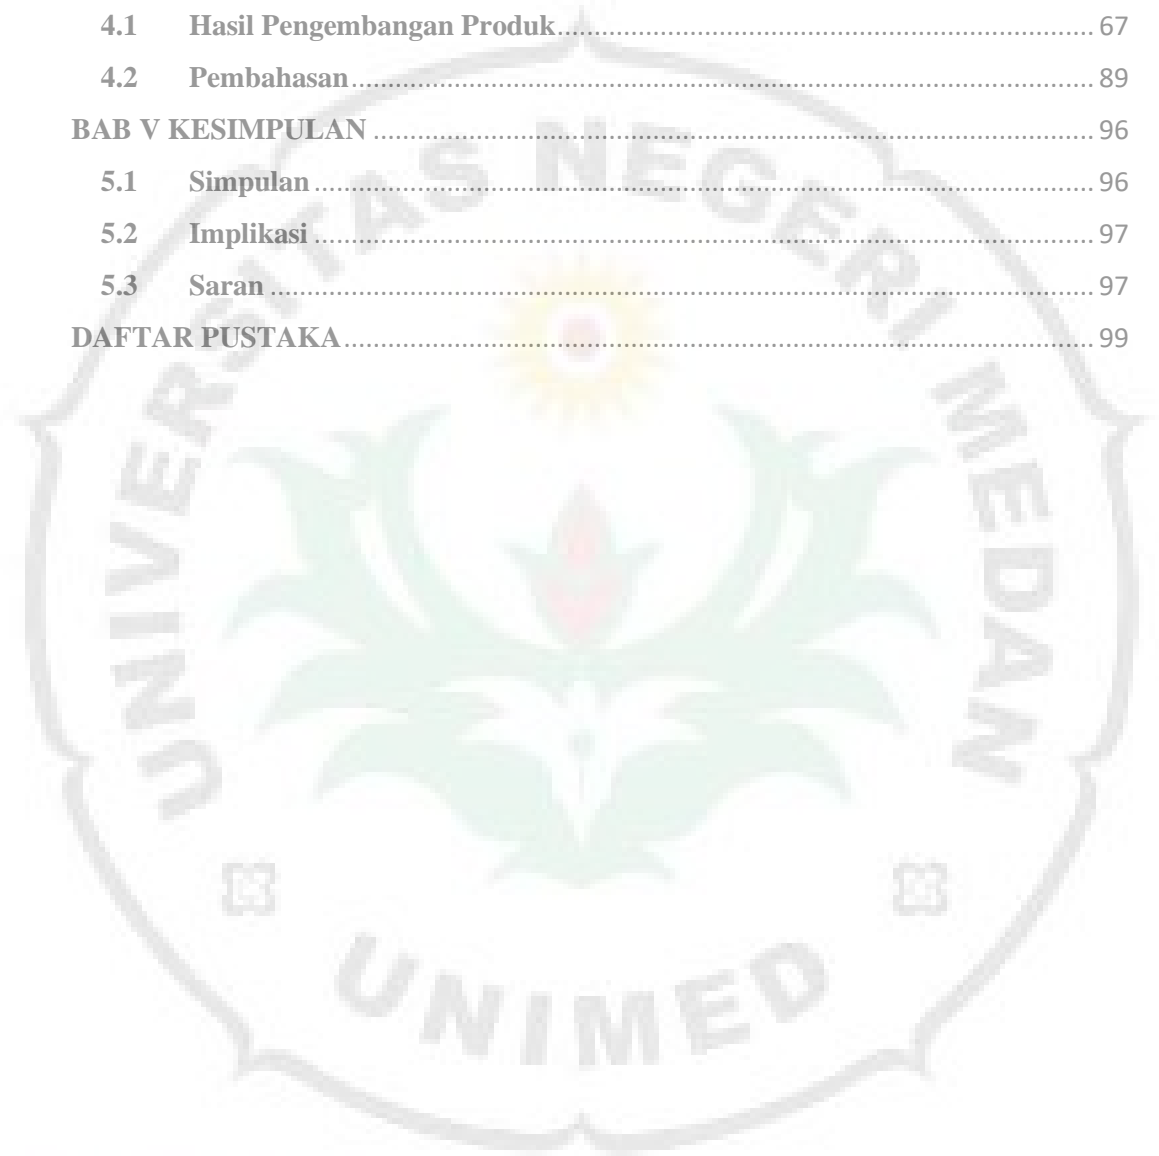 4.1 Hasil Pengembangan Produk........................................................................ 67
4.2 Pembahasan.................................................................................................. 89
BAB V KESIMPULAN ............................................................................................... 96
5.1 Simpulan ....................................................................................................... 96
5.2 Implikasi ....................................................................................................... 97
5.3 Saran ............................................................................................................. 97
DAFTAR PUSTAKA................................................................................................... 99
UNIVERSITAS NEGERI MEDAN
UNIMED